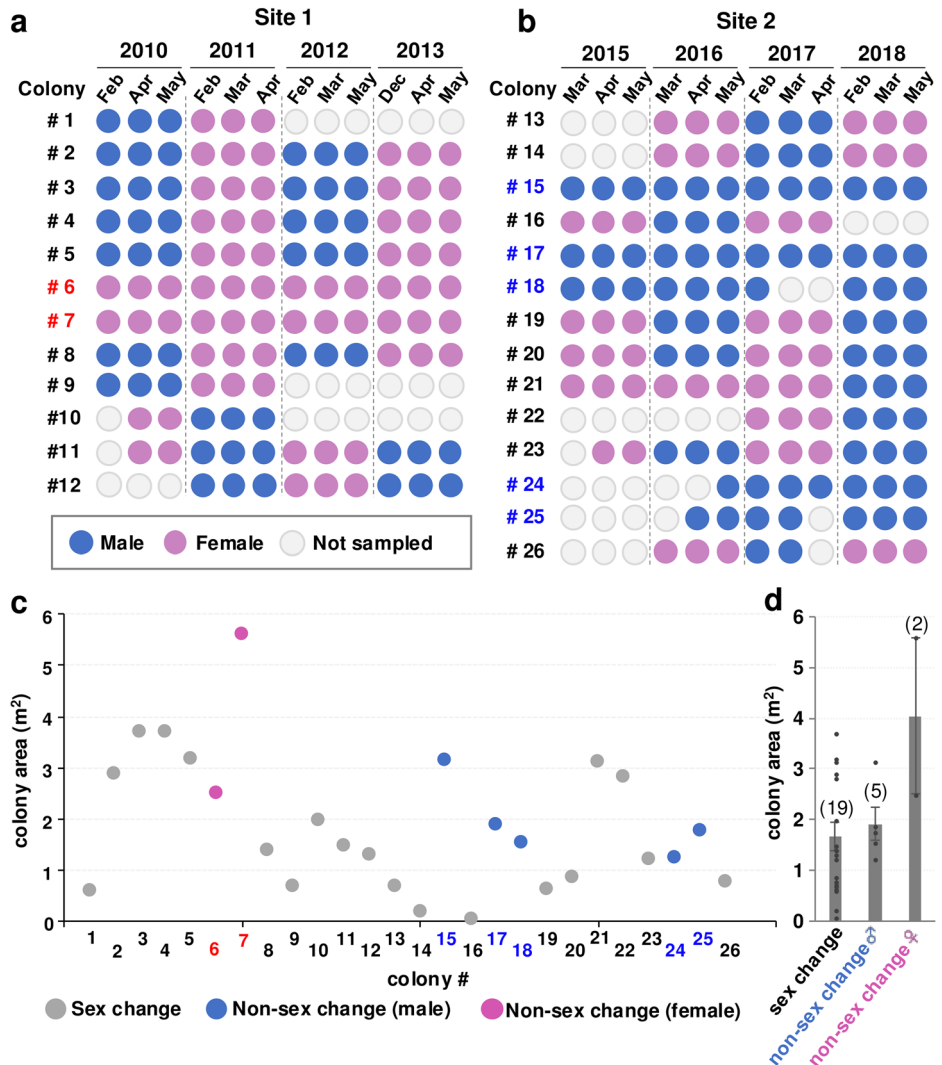 a
Site 1
2010 2011 2012 2013
Colony Feb Apr May Feb Mar Apr Feb Mar May Dec Apr May
# 1
# 2
# 3
# 4
# 5
# 6
# 7
# 8
# 9
#10
#11
#12
Male Female Not sampled
b
Site 2
2015 2016 2017 2018
Colony Mar Apr May Mar Apr May Feb Mar Apr Feb Mar May
# 13
# 14
# 15
# 16
# 17
# 18
# 19
# 20
# 21
# 22
# 23
# 24
# 25
# 26
c
colony area (m²)
6
5
4
3
2
1
0
1 2 3 4 5 6 7 8 9 10 11 12 13 14 15 16 17 18 19 20 21 22 23 24 25 26
colony #
Sex change Non-sex change (male) Non-sex change (female)
d
colony area (m²)
6
5
4
3
2
1
0
(19)
(5)
(2)
sex change
non-sex change♂
non-sex change♀